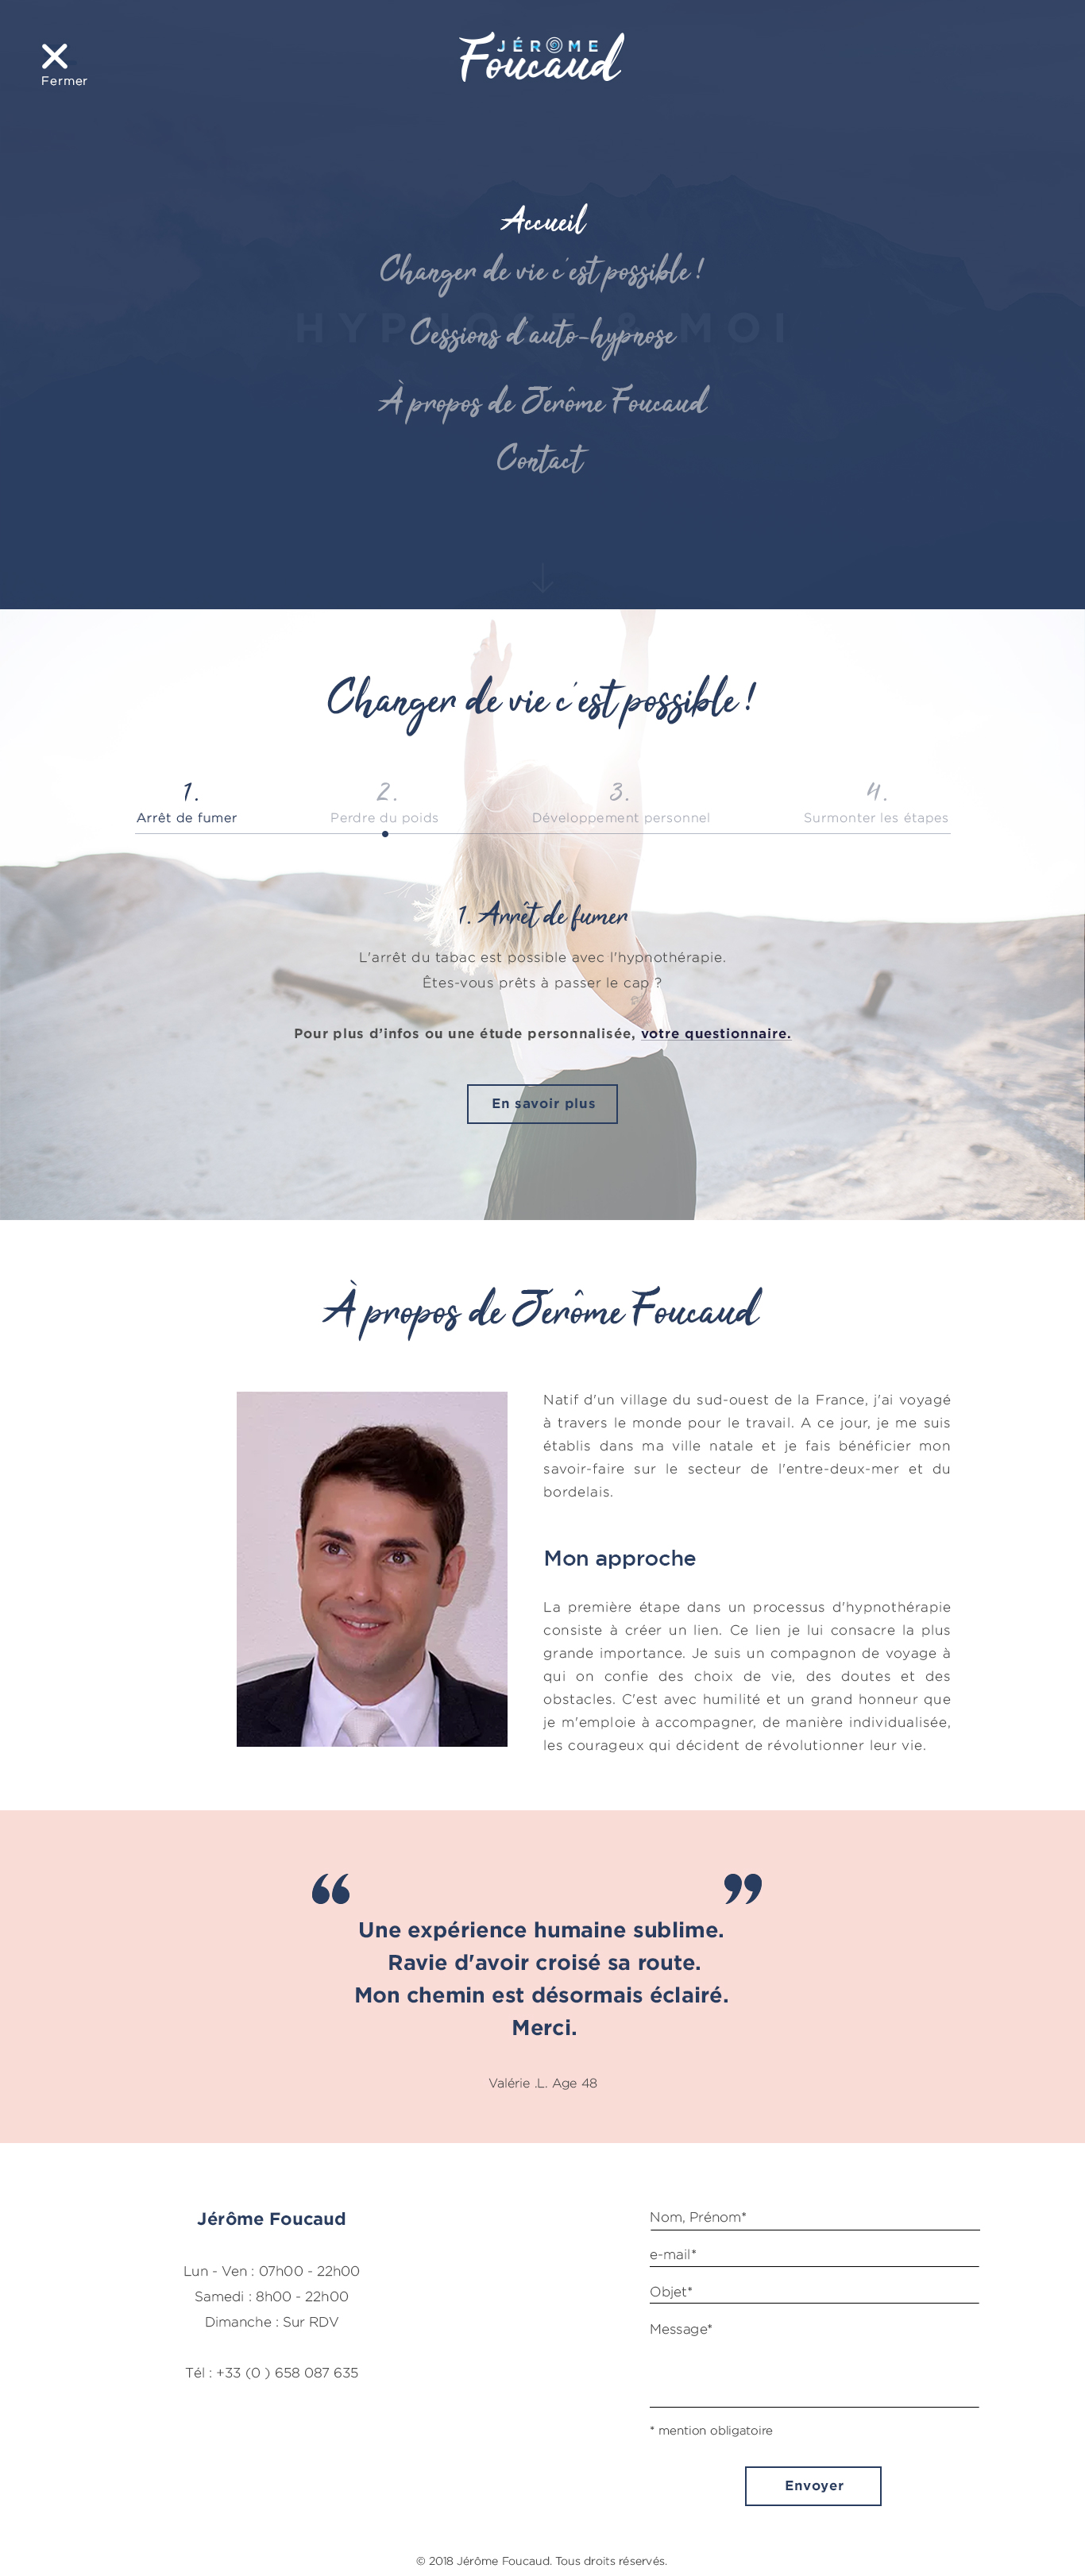 Fermer
JÉROME
Foucaud
Accueil
Changer de vie c'est possible !
HYPNOSE & MOI
Cessions d'auto-hypnose
À propos de Jérôme Foucaud
Contact
Changer de vie c'est possible !
1. 2. 3. 4.
Arrêt de fumer Perdre du poids Développement personnel Surmonter les étapes
1. Arrêt de fumer
L'arrêt du tabac est possible avec l'hypnothérapie.
Êtes-vous prêts à passer le cap ?
Pour plus d’infos ou une étude personnalisée, votre questionnaire.
En savoir plus
À propos de Jérôme Foucaud
Natif d'un village du sud-ouest de la France, j'ai voyagé
à travers le monde pour le travail. A ce jour, je me suis
établis dans ma ville natale et je fais bénéficier mon
savoir-faire sur le secteur de l'entre-deux-mer et du
bordelais.
Mon approche
La première étape dans un processus d'hypnothérapie
consiste à créer un lien. Ce lien je lui consacre la plus
grande importance. Je suis un compagnon de voyage à
qui on confie des choix de vie, des doutes et des
obstacles. C'est avec humilité et un grand honneur que
je m'emploie à accompagner, de manière individualisée,
les courageux qui décident de révolutionner leur vie.
“ ”
Une expérience humaine sublime.
Ravie d'avoir croisé sa route.
Mon chemin est désormais éclairé.
Merci.
Valérie .L. Age 48
Jérôme Foucaud
Lun - Ven : 07h00 - 22h00
Samedi : 8h00 - 22h00
Dimanche : Sur RDV
Tél : +33 (0 ) 658 087 635
Nom, Prénom*
e-mail*
Objet*
Message*
* mention obligatoire
Envoyer
© 2018 Jérôme Foucaud. Tous droits réservés.